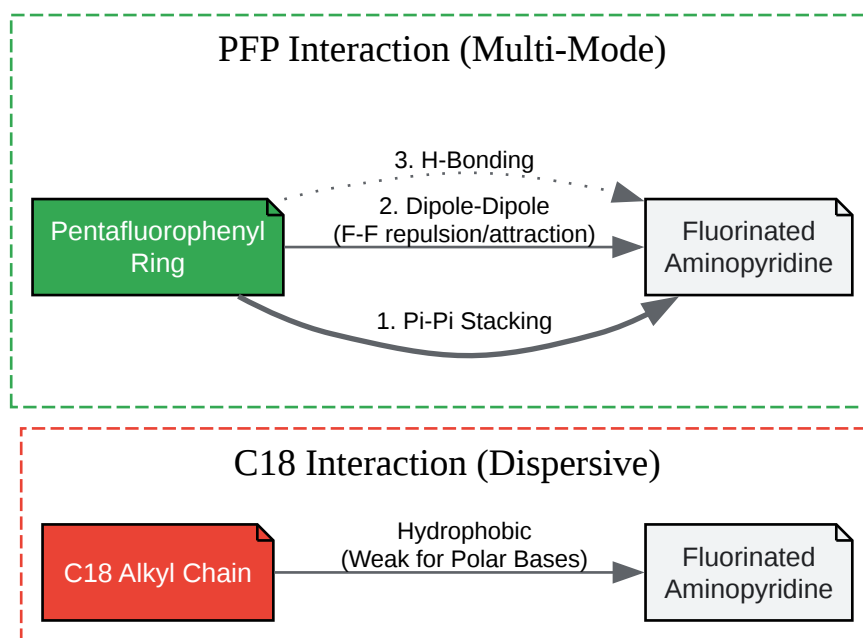 PFP Interaction (Multi-Mode)
3. H-Bonding
Pentafluorophenyl
Ring
2. Dipole-Dipole
(F-F repulsion/attraction)
Fluorinated
Aminopyridine
1. Pi-Pi Stacking
C18 Interaction (Dispersive)
C18 Alkyl Chain
Hydrophobic
(Weak for Polar Bases)
Fluorinated
Aminopyridine